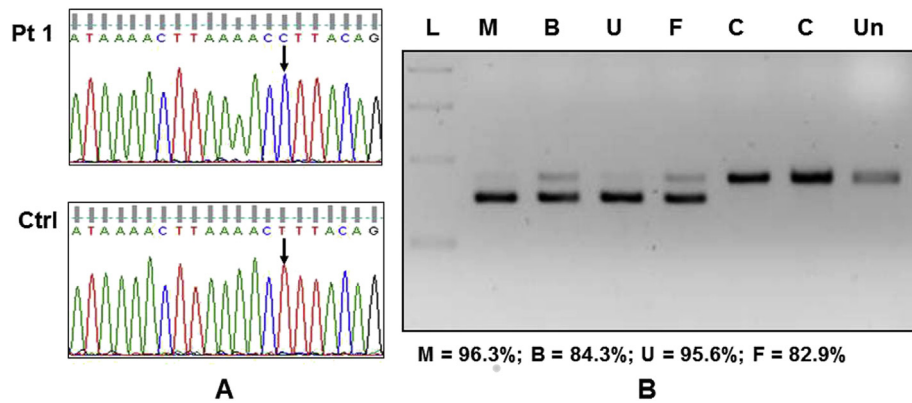 Pt 1
ATAAAACTTAAAACCTTACAG
Ctrl
ATAAAACTTAAAACTTTACAG
A
L M B U F C C Un
M = 96.3%; B = 84.3%; U = 95.6%; F = 82.9%
B